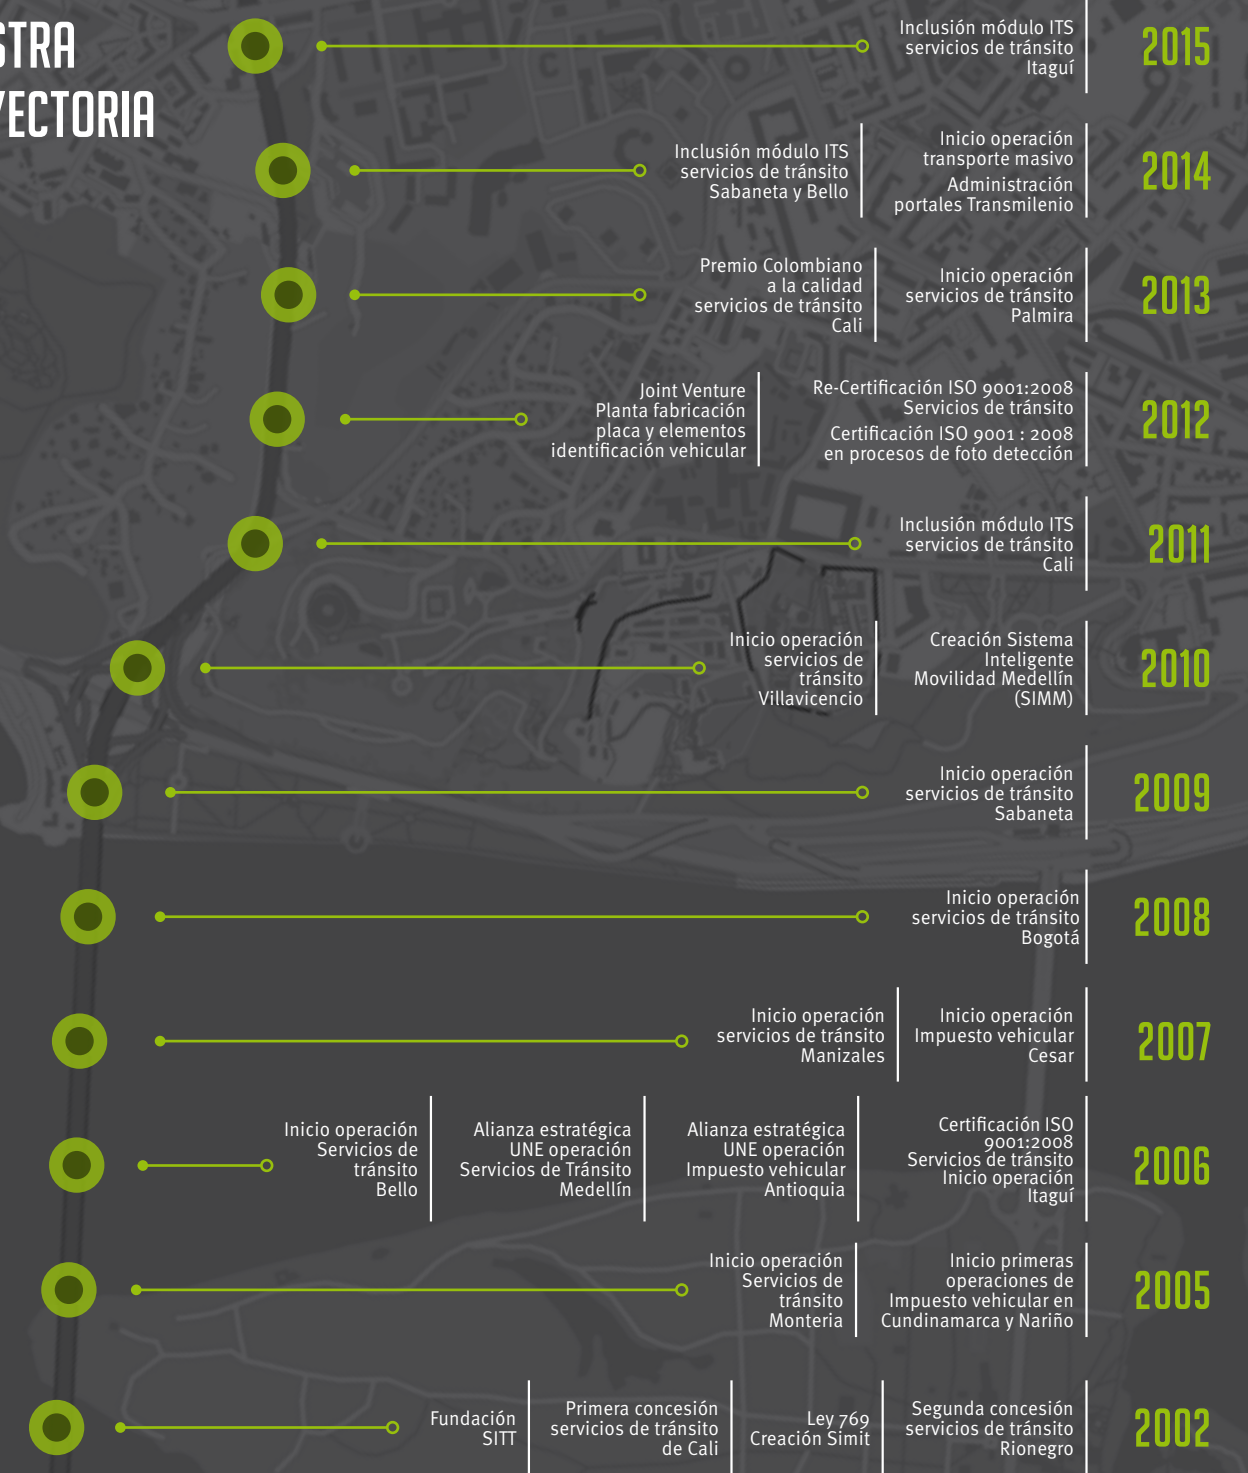 STRA
YECTORIA
Inclusión módulo ITS
servicios de tránsito
Itaguí
2015
Inclusión módulo ITS
servicios de tránsito
Sabaneta y Bello
Inicio operación
transporte masivo
Administración
portales Transmilenio
2014
Premio Colombiano
a la calidad
servicios de tránsito
Cali
Inicio operación
servicios de tránsito
Palmira
2013
Joint Venture
Planta fabricación
placa y elementos
identificación vehicular
Re-Certificación ISO 9001:2008
Servicios de tránsito
Certificación ISO 9001 : 2008
en procesos de foto detección
2012
Inclusión módulo ITS
servicios de tránsito
Cali
2011
Inicio operación
servicios de
tránsito
Villavicencio
Creación Sistema
Inteligente
Movilidad Medellín
(SIMM)
2010
Inicio operación
servicios de tránsito
Sabaneta
2009
Inicio operación
servicios de tránsito
Bogotá
2008
Inicio operación
servicios de tránsito
Manizales
Inicio operación
Impuesto vehicular
Cesar
2007
Inicio operación
Servicios de
tránsito
Bello
Alianza estratégica
UNE operación
Servicios de Tránsito
Medellín
Alianza estratégica
UNE operación
Impuesto vehicular
Antioquia
Certificación ISO
9001:2008
Servicios de tránsito
Inicio operación
Itaguí
2006
Inicio operación
Servicios de
tránsito
Monteria
Inicio primeras
operaciones de
Impuesto vehicular en
Cundinamarca y Nariño
2005
Fundación
SITT
Primera concesión
servicios de tránsito
de Cali
Ley 769
Creación Simit
Segunda concesión
servicios de tránsito
Rionegro
2002